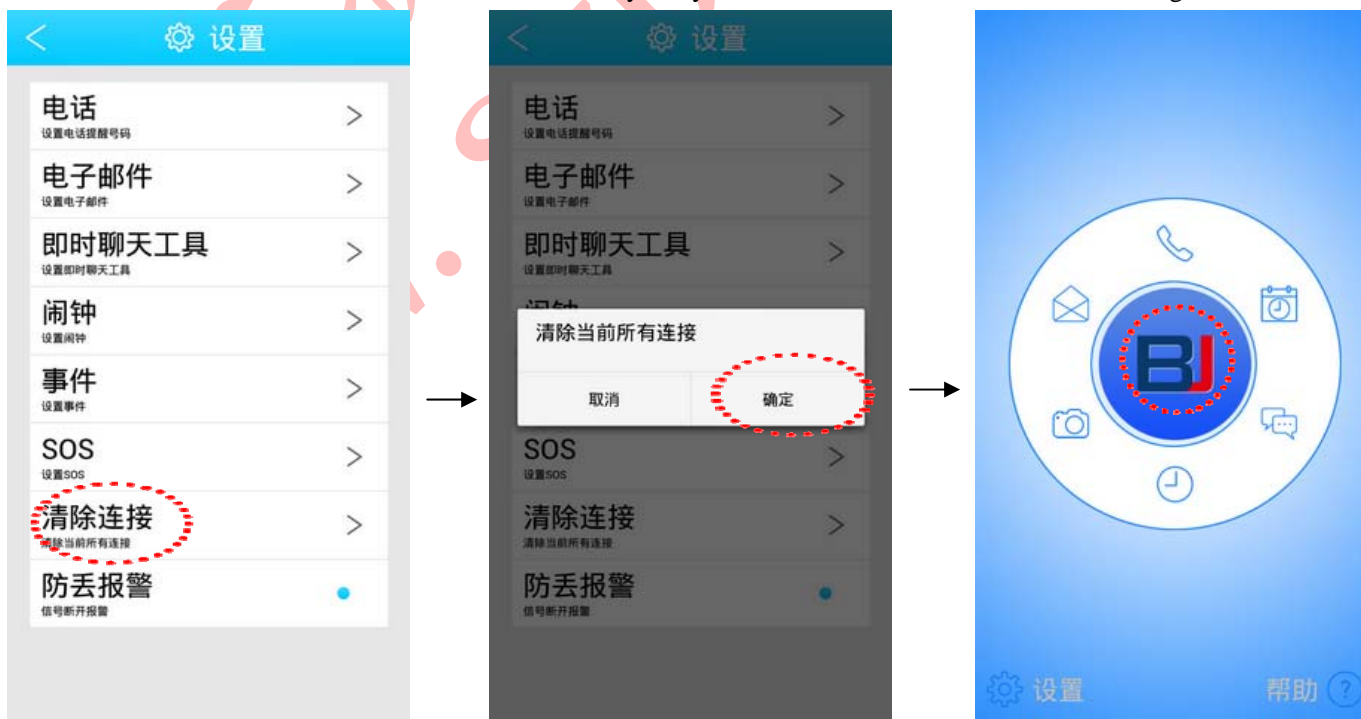 设置
电话
设置电话提醒号码
电子邮件
设置电子邮件
即时聊天工具
设置即时聊天工具
闹钟
设置闹钟
事件
设置事件
SOS
设置SOS
清除连接
清除当前所有连接
防丢报警
信号断开报警
设置
电话
设置电话提醒号码
电子邮件
设置电子邮件
即时聊天工具
设置即时聊天工具
闹钟
清除当前所有连接
取消 确定
SOS
设置SOS
清除连接
清除当前所有连接
防丢报警
信号断开报警
BJ
设置 帮助 ?